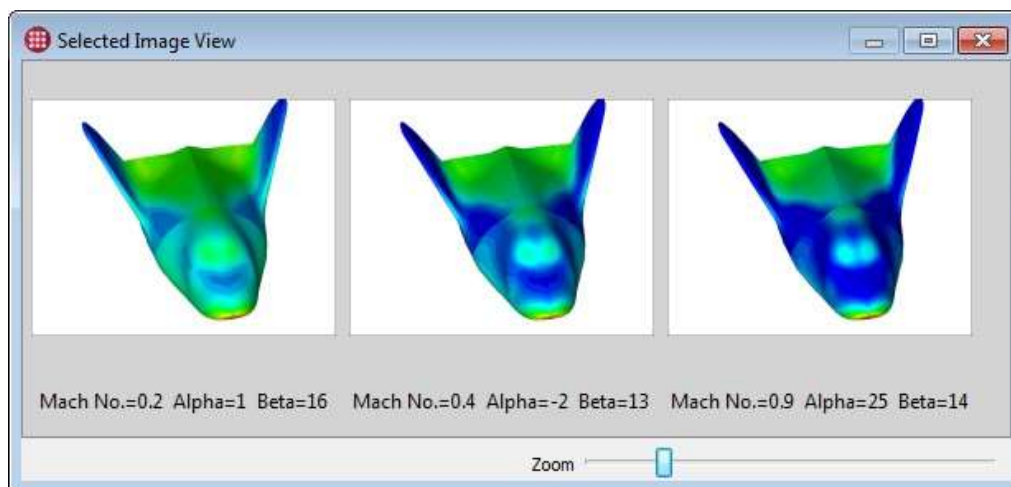 Selected Image View
Mach No.=0.2 Alpha=1 Beta=16
Mach No.=0.4 Alpha=-2 Beta=13
Mach No.=0.9 Alpha=25 Beta=14
Zoom